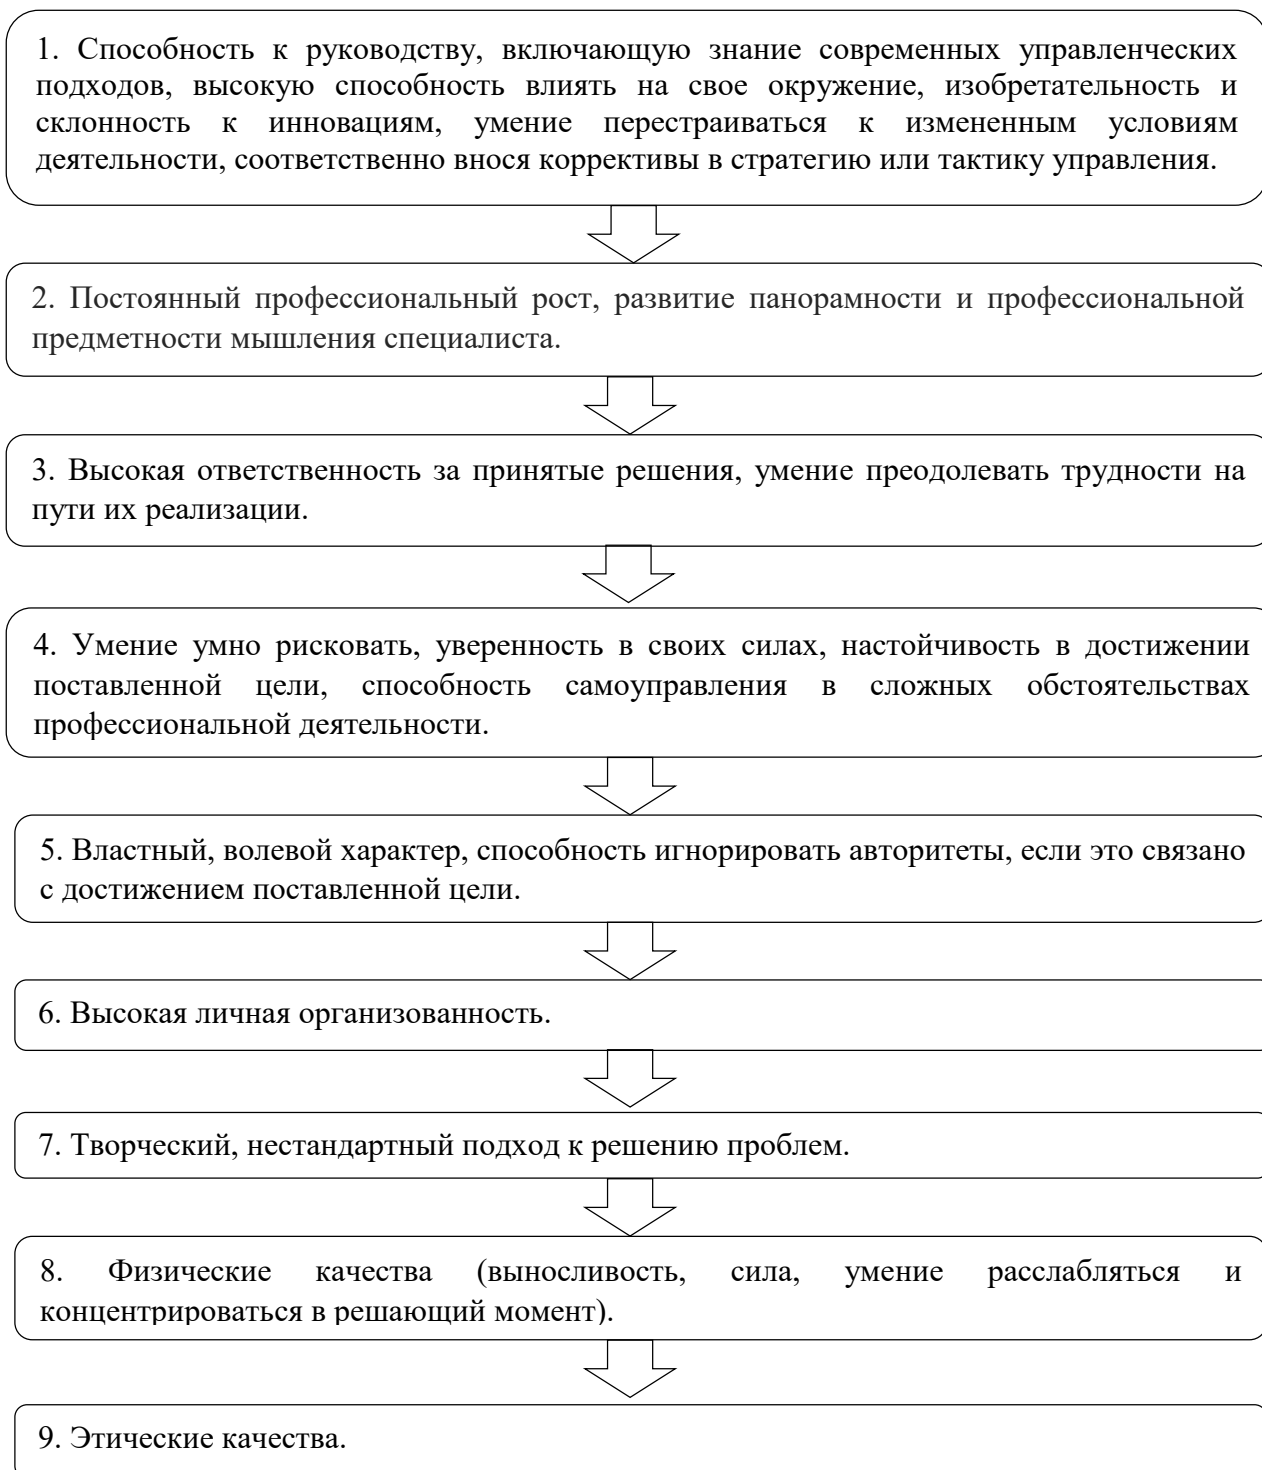 1. Способность к руководству, включающую знание современных управленческих
подходов, высокую способность влиять на свое окружение, изобретательность и
склонность к инновациям, умение перестраиваться к измененным условиям
деятельности, соответственно внося коррективы в стратегию или тактику управления.
2. Постоянный профессиональный рост, развитие панорамности и профессиональной
предметности мышления специалиста.
3. Высокая ответственность за принятые решения, умение преодолевать трудности на
пути их реализации.
4. Умение умно рисковать, уверенность в своих силах, настойчивость в достижении
поставленной цели, способность самоуправления в сложных обстоятельствах
профессиональной деятельности.
5. Властный, волевой характер, способность игнорировать авторитеты, если это связано
с достижением поставленной цели.
6. Высокая личная организованность.
7. Творческий, нестандартный подход к решению проблем.
8. Физические качества (выносливость, сила, умение расслабляться и
концентрироваться в решающий момент).
9. Этические качества.